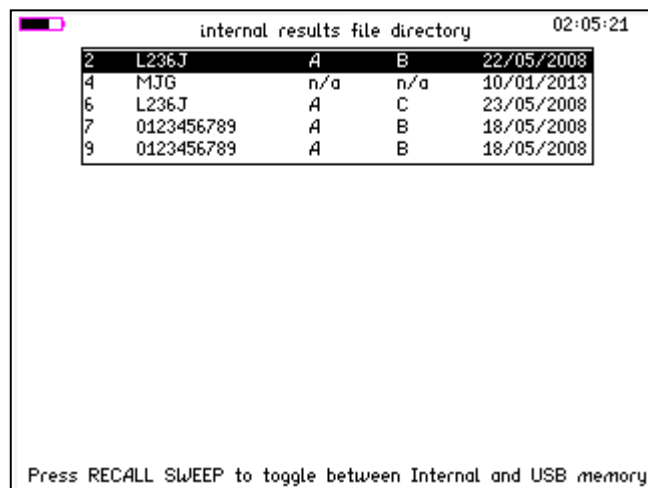 internal results file directory 02:05:21
2 L236J A B 22/05/2008
4 MJG n/a n/a 10/01/2013
6 L236J A C 23/05/2008
7 0123456789 A B 18/05/2008
9 0123456789 A B 18/05/2008
Press RECALL SWEEP to toggle between Internal and USB memory